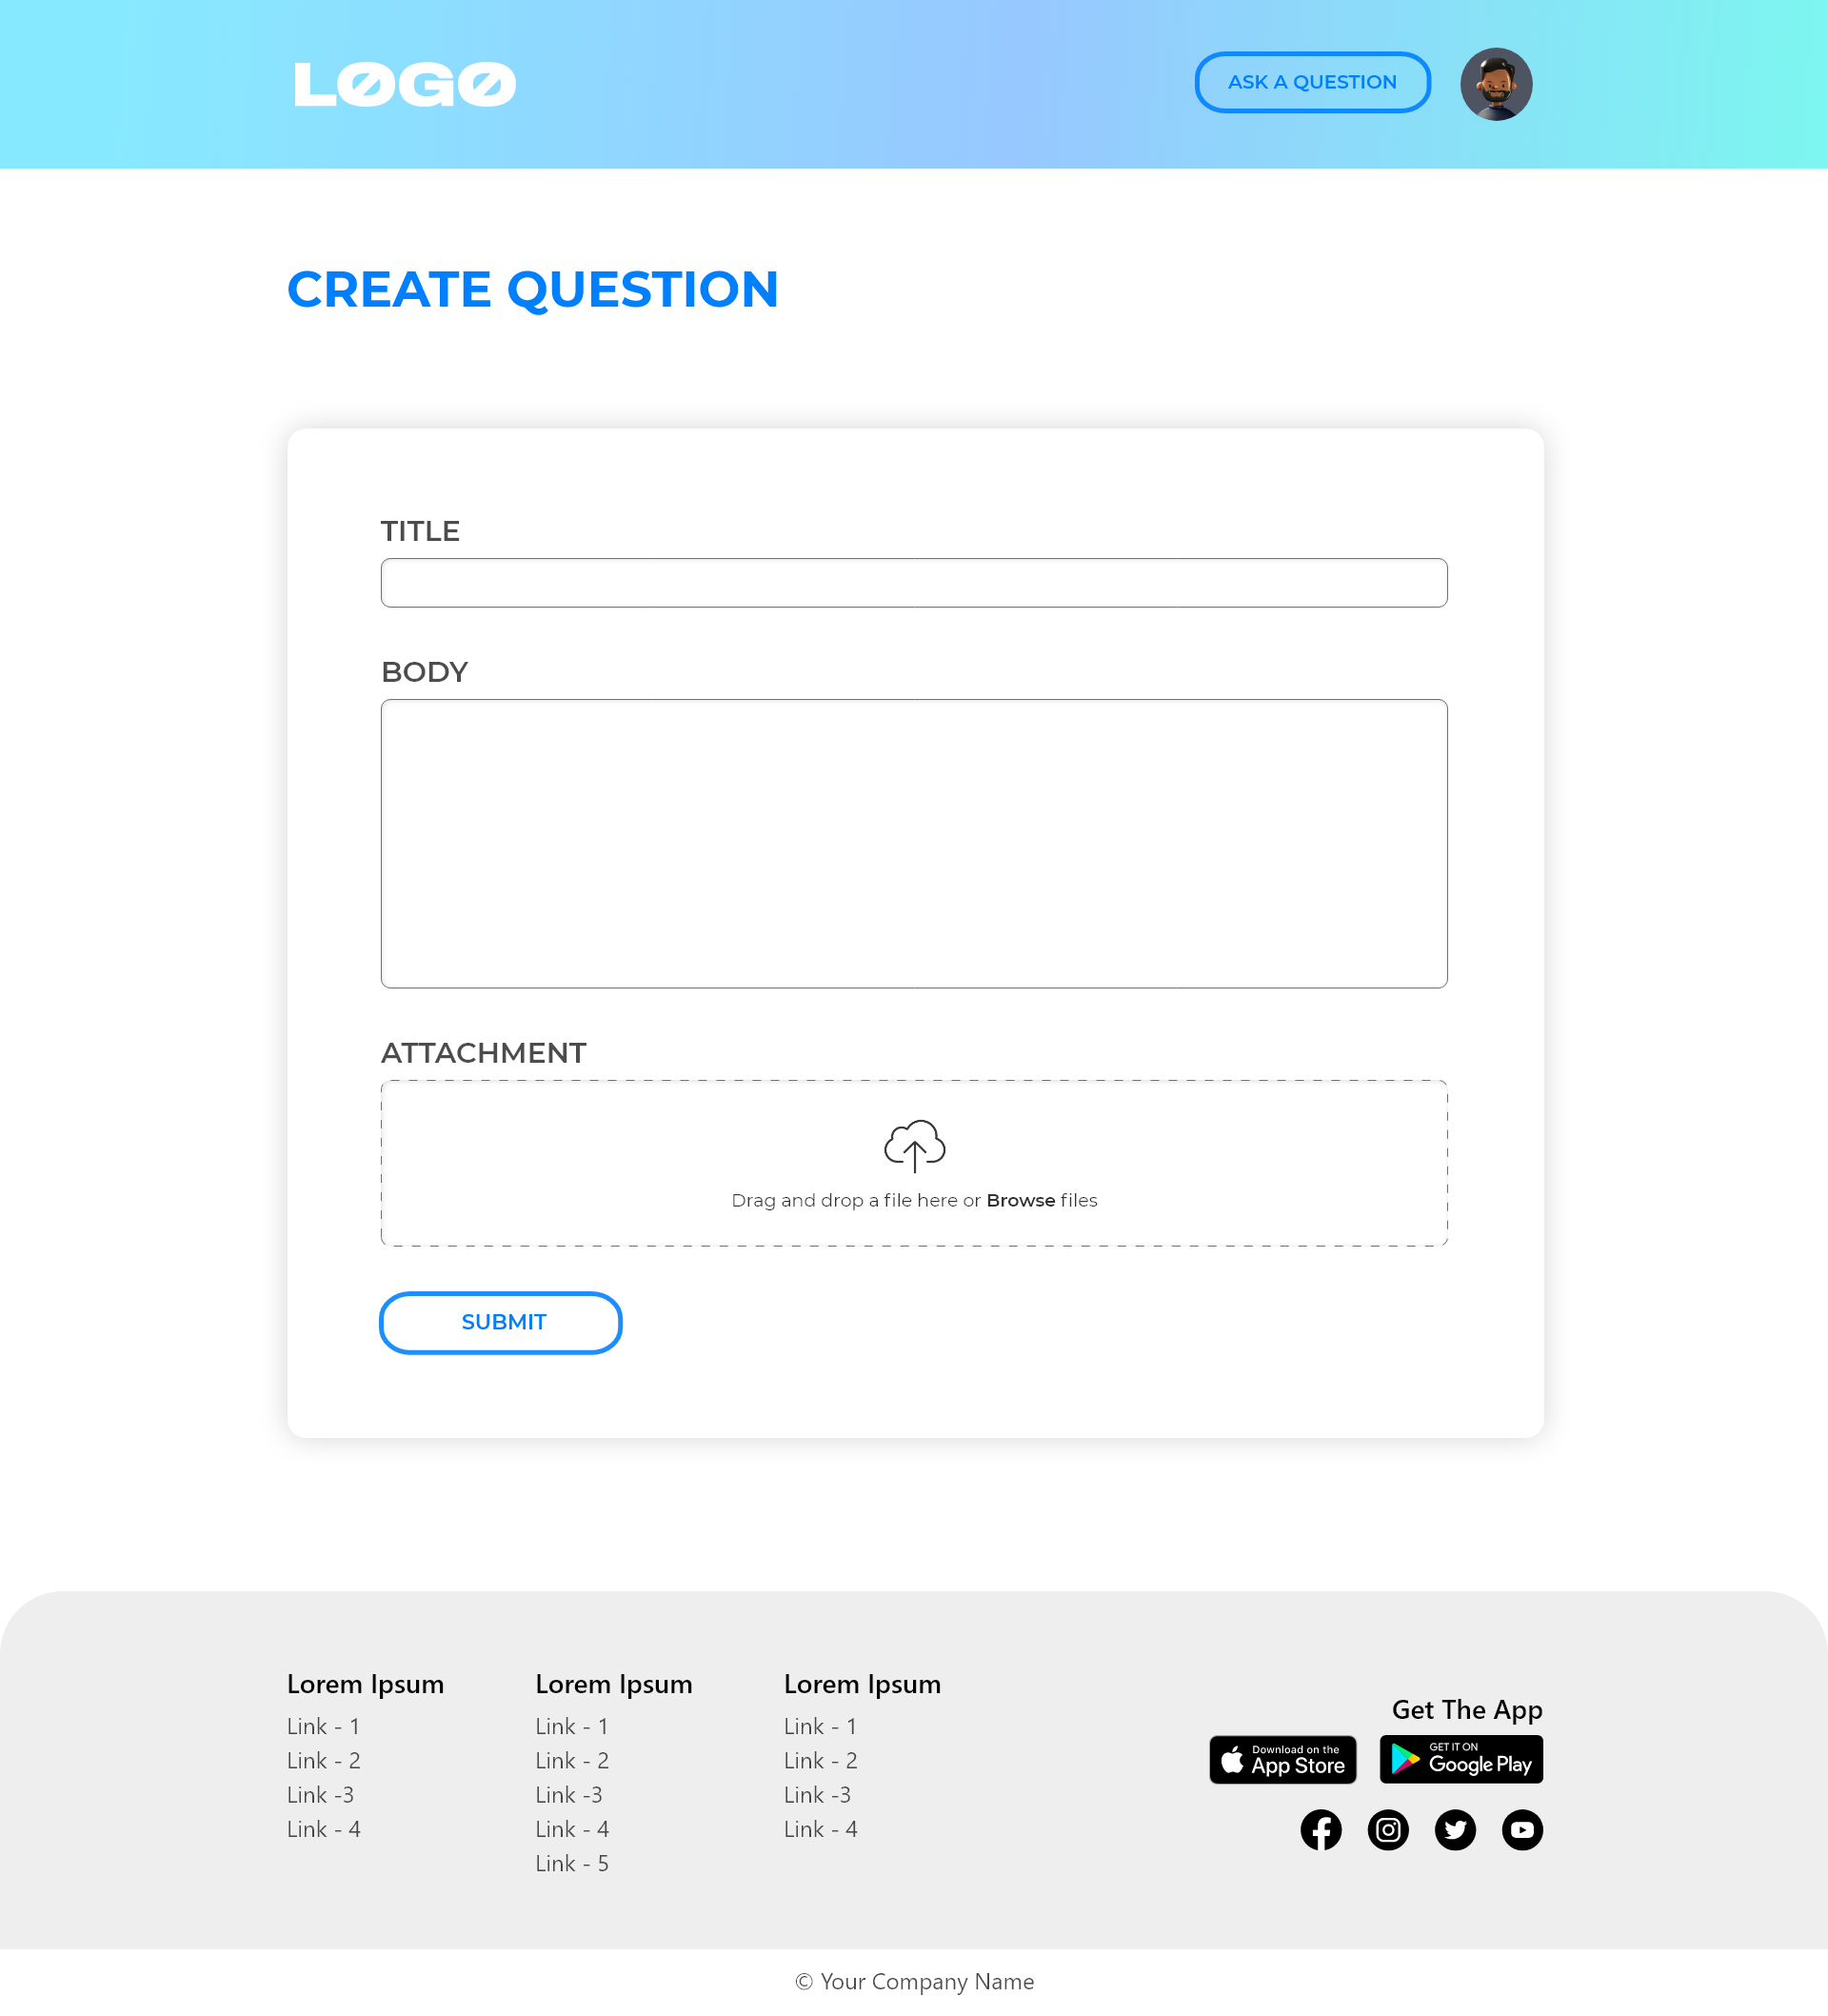 LOGO
ASK A QUESTION
CREATE QUESTION
TITLE
BODY
ATTACHMENT
Drag and drop a file here or Browse files
SUBMIT
Lorem Ipsum
Link - 1
Link - 2
Link -3
Link - 4
Lorem Ipsum
Link - 1
Link - 2
Link -3
Link - 4
Link - 5
Lorem Ipsum
Link - 1
Link - 2
Link -3
Link - 4
Get The App
Download on the
App Store
GET IT ON
Google Play
© Your Company Name